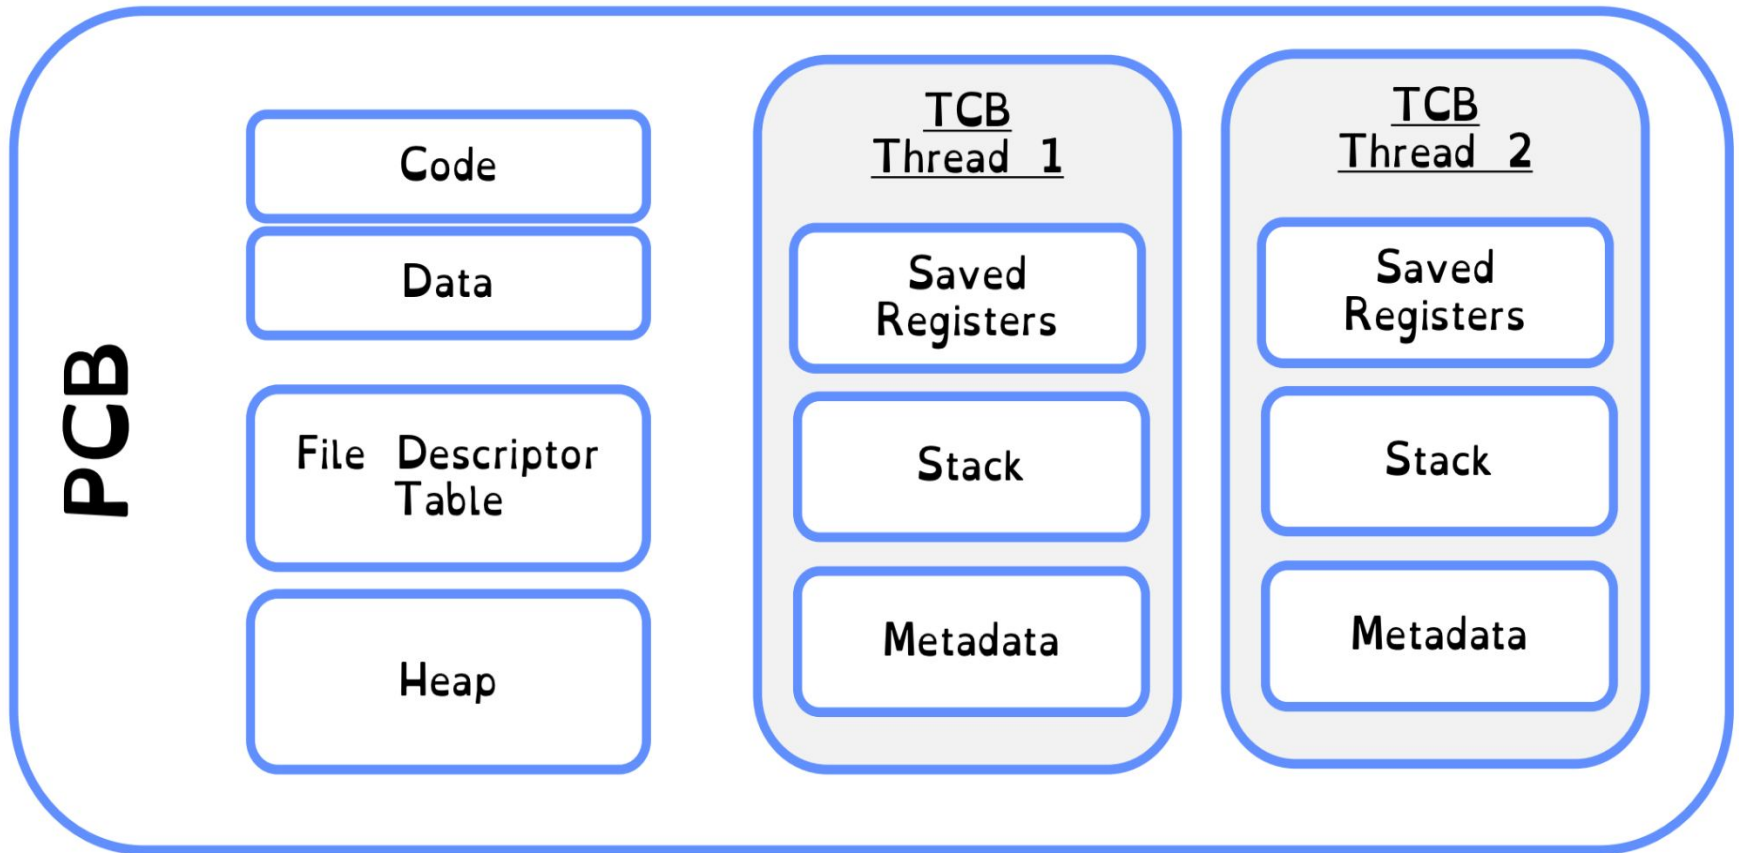 PCB
Code
Data
File Descriptor
Table
Heap
TCB
Thread 1
Saved
Registers
Stack
Metadata
TCB
Thread 2
Saved
Registers
Stack
Metadata